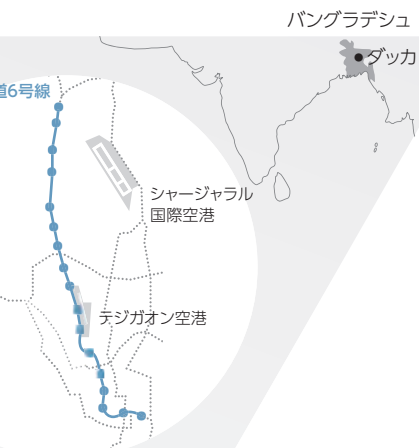 バングラデシュ
ダッカ
道6号線
シャージャラル
国際空港
テジガオン空港